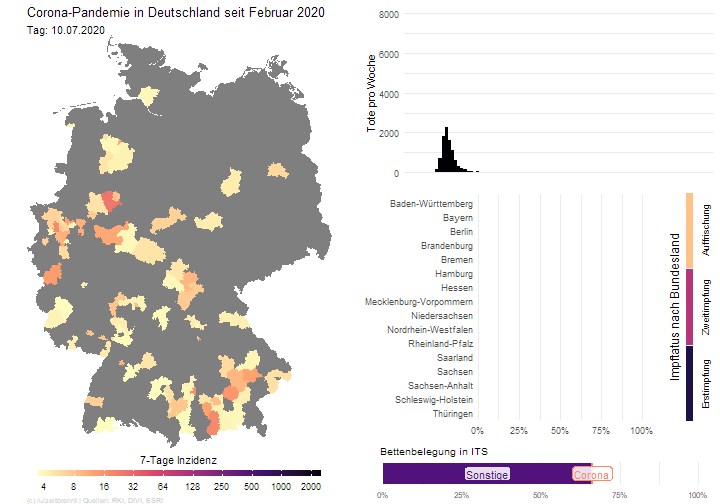 Corona-Pandemie in Deutschland seit Februar 2020
Tag: 10.07.2020
7-Tage Inzidenz
4 8 16 32 64 125 250 500 1000 2000
(c) /u/zeitbremt | Quellen: RKI, DIVI, ESRI
Tote pro Woche
8000
6000
4000
2000
0
Baden-Württemberg
Bayern
Berlin
Brandenburg
Bremen
Hamburg
Hessen
Mecklenburg-Vorpommern
Niedersachsen
Nordrhein-Westfalen
Rheinland-Pfalz
Saarland
Sachsen
Sachsen-Anhalt
Schleswig-Holstein
Thüringen
0% 25% 50% 75% 100%
Impfstatus nach Bundesland
Auffrischung
Zweitimpfung
Erstimpfung
Bettenbelegung in ITS
Sonstige Corona
0% 25% 50% 75% 100%